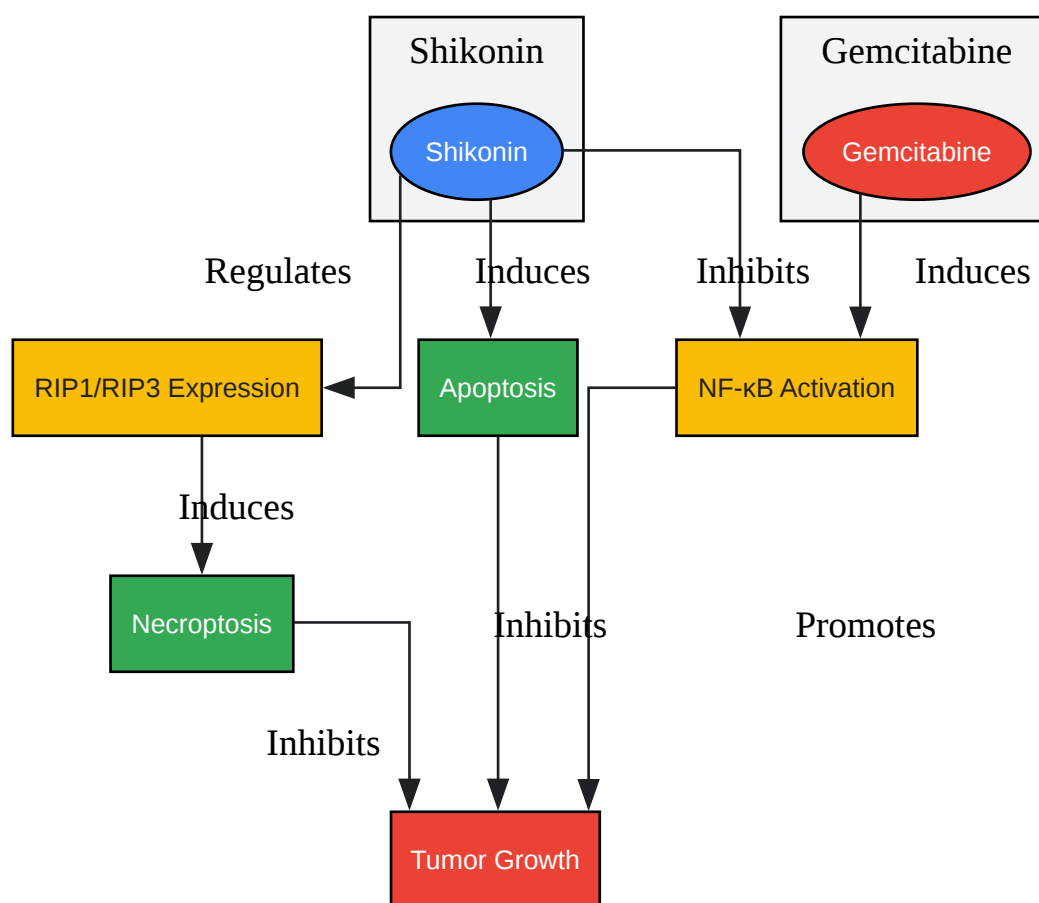 Shikonin
Gemcitabine
Shikonin
Gemcitabine
Regulates
Induces
Inhibits
Induces
RIP1/RIP3 Expression
Apoptosis
NF-κB Activation
Induces
Necroptosis
Inhibits
Promotes
Inhibits
Tumor Growth